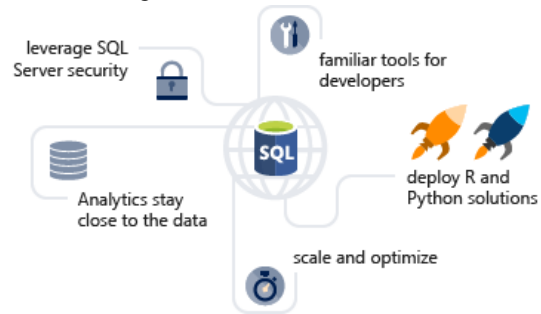 leverage SQL
Server security
familiar tools for
developers
SQL
deploy R and
Python solutions
Analytics stay
close to the data
scale and optimize